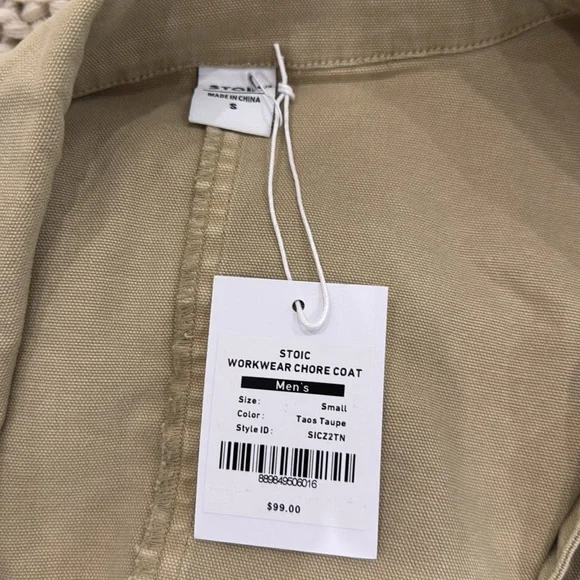 STOIC
MADE IN CHINA
S
STOIC
WORKWEAR CHORE COAT
Men's
Size: Small
Color: Taos Taupe
Style ID: SICZ2TN
889849506016
$99.00